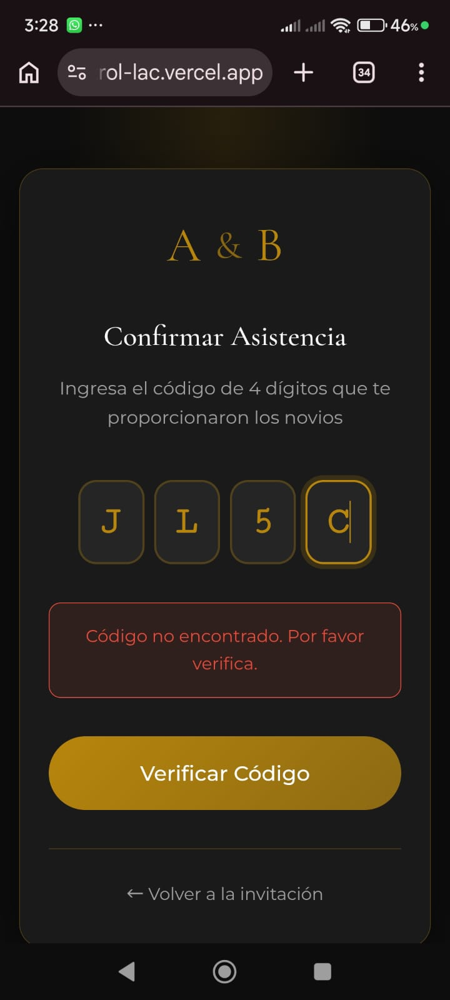 3:28
46%
rol-lac.vercel.app
34
A & B
Confirmar Asistencia
Ingresa el código de 4 dígitos que te
proporcionaron los novios
J L 5 C
Código no encontrado. Por favor
verifica.
Verificar Código
← Volver a la invitación